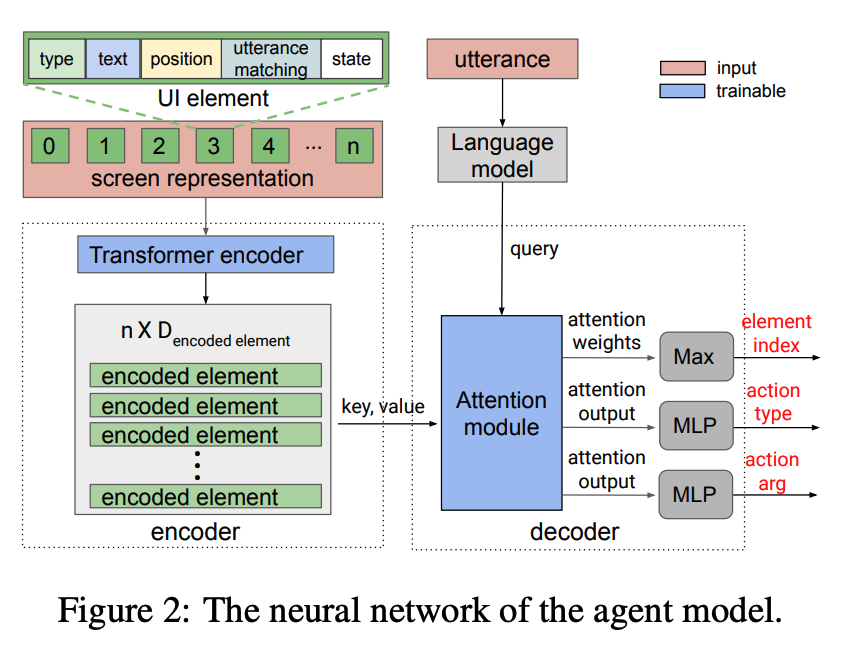 type text position utterance matching state
UI element
0 1 2 3 4 ... n
screen representation
utterance
Language
model
input
trainable
Transformer encoder
n X D encoded element
encoded element
encoded element
encoded element
encoded element
encoder
key, value
query
Attention
module
attention
weights
Max
element
index
attention
output
MLP
action
type
attention
output
MLP
action
arg
decoder
Figure 2: The neural network of the agent model.